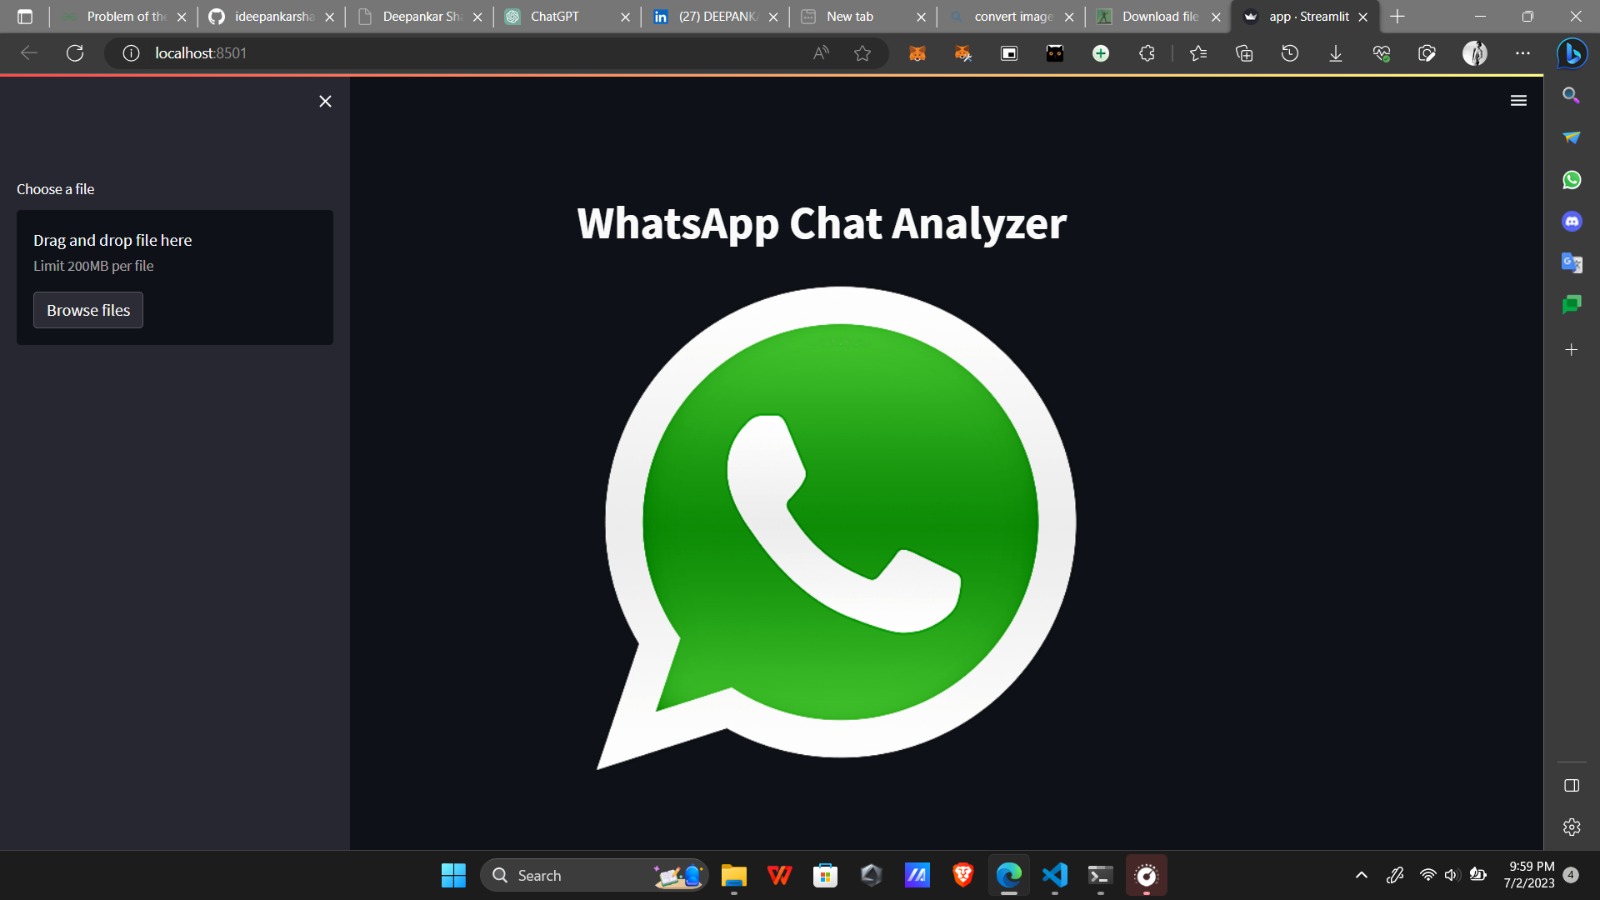 Problem of the
ideepankarsha
Deepankar Sh
ChatGPT
(27) DEEPANK
New tab
convert image
Download file
app · Streamlit
localhost:8501
Choose a file
Drag and drop file here
Limit 200MB per file
Browse files
WhatsApp Chat Analyzer
Search
9:59 PM
7/2/2023
4